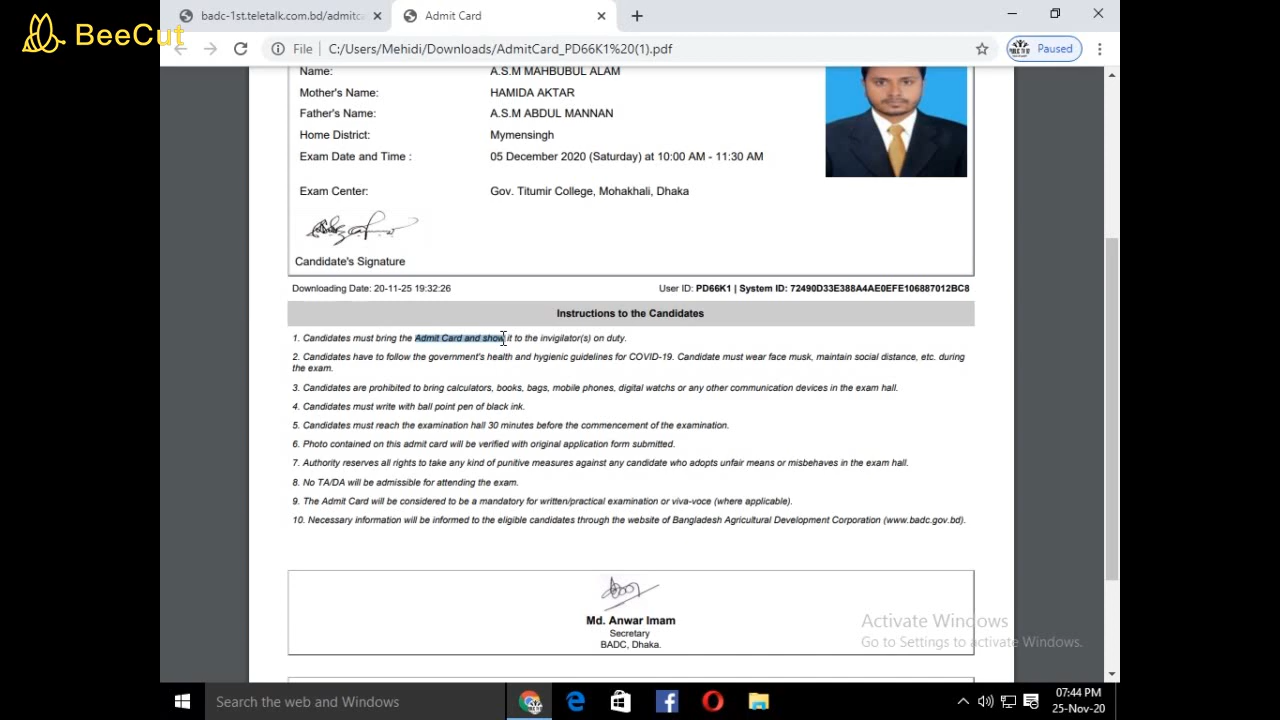 BeeCut
badc-1st.teletalk.com.bd/admitca
Admit Card
File
C:/Users/Mehidi/Downloads/AdmitCard_PD66K1%20(1).pdf
Paused
Name: A.S.M MAHBUBUL ALAM
Mother's Name: HAMIDA AKTAR
Father's Name: A.S.M ABDUL MANNAN
Home District: Mymensingh
Exam Date and Time : 05 December 2020 (Saturday) at 10:00 AM - 11:30 AM
Exam Center: Gov. Titumir College, Mohakhali, Dhaka
Candidate's Signature
Downloading Date: 20-11-25 19:32:26 User ID: PD66K1 | System ID: 72490D33E388A4AE0EFE106887012BC8
Instructions to the Candidates
1. Candidates must bring the Admit Card and show it to the invigilator(s) on duty.
2. Candidates have to follow the government's health and hygienic guidelines for COVID-19. Candidate must wear face musk, maintain social distance, etc. during
the exam.
3. Candidates are prohibited to bring calculators, books, bags, mobile phones, digital watchs or any other communication devices in the exam hall.
4. Candidates must write with ball point pen of black ink.
5. Candidates must reach the examination hall 30 minutes before the commencement of the examination.
6. Photo contained on this admit card will be verified with original application form submitted.
7. Authority reserves all rights to take any kind of punitive measures against any candidate who adopts unfair means or misbehaves in the exam hall.
8. No TA/DA will be admissible for attending the exam.
9. The Admit Card will be considered to be a mandatory for written/practical examination or viva-voce (where applicable).
10. Necessary information will be informed to the eligible candidates through the website of Bangladesh Agricultural Development Corporation (www.badc.gov.bd).
Md. Anwar Imam
Secretary
BADC, Dhaka.
Activate Windows
Go to Settings to activate Windows.
Search the web and Windows
07:44 PM
25-Nov-20